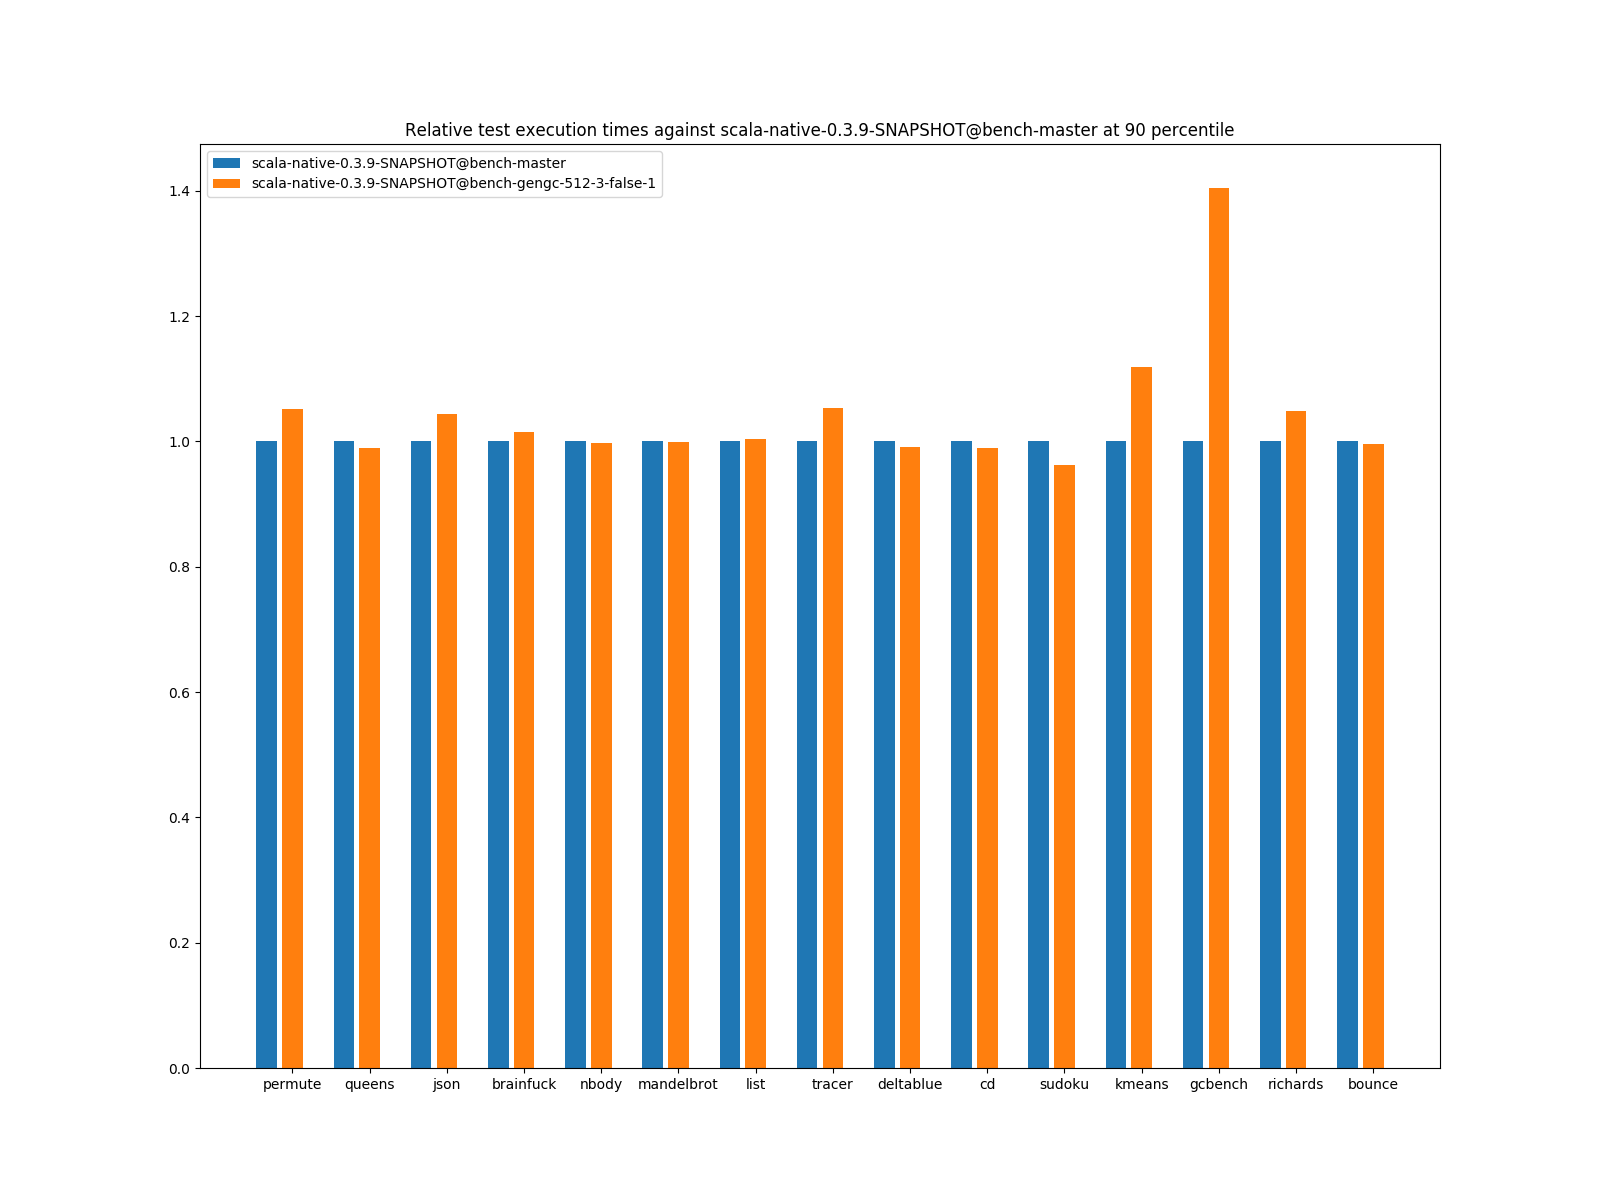 Relative test execution times against scala-native-0.3.9-SNAPSHOT@bench-master at 90 percentile
scala-native-0.3.9-SNAPSHOT@bench-master
scala-native-0.3.9-SNAPSHOT@bench-gengc-512-3-false-1
1.4
1.2
1.0
0.8
0.6
0.4
0.2
0.0
permute queens json brainfuck nbody mandelbrot list tracer deltablue cd sudoku kmeans gcbench richards bounce